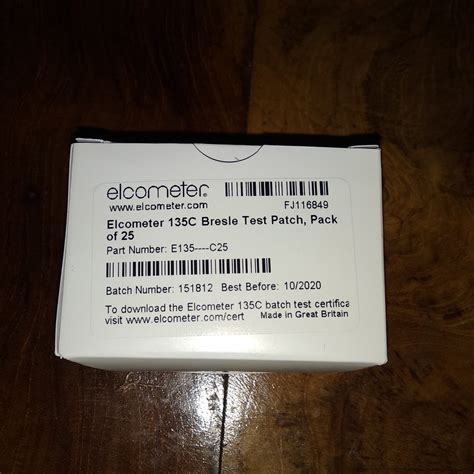 elcometer
www.elcometer.com
FJ116849
Elcometer 135C Bresle Test Patch, Pack
of 25
Part Number: E135----C25
Batch Number: 151812 Best Before: 10/2020
To download the Elcometer 135C batch test certifica
visit www.elcometer.com/cert Made in Great Britain